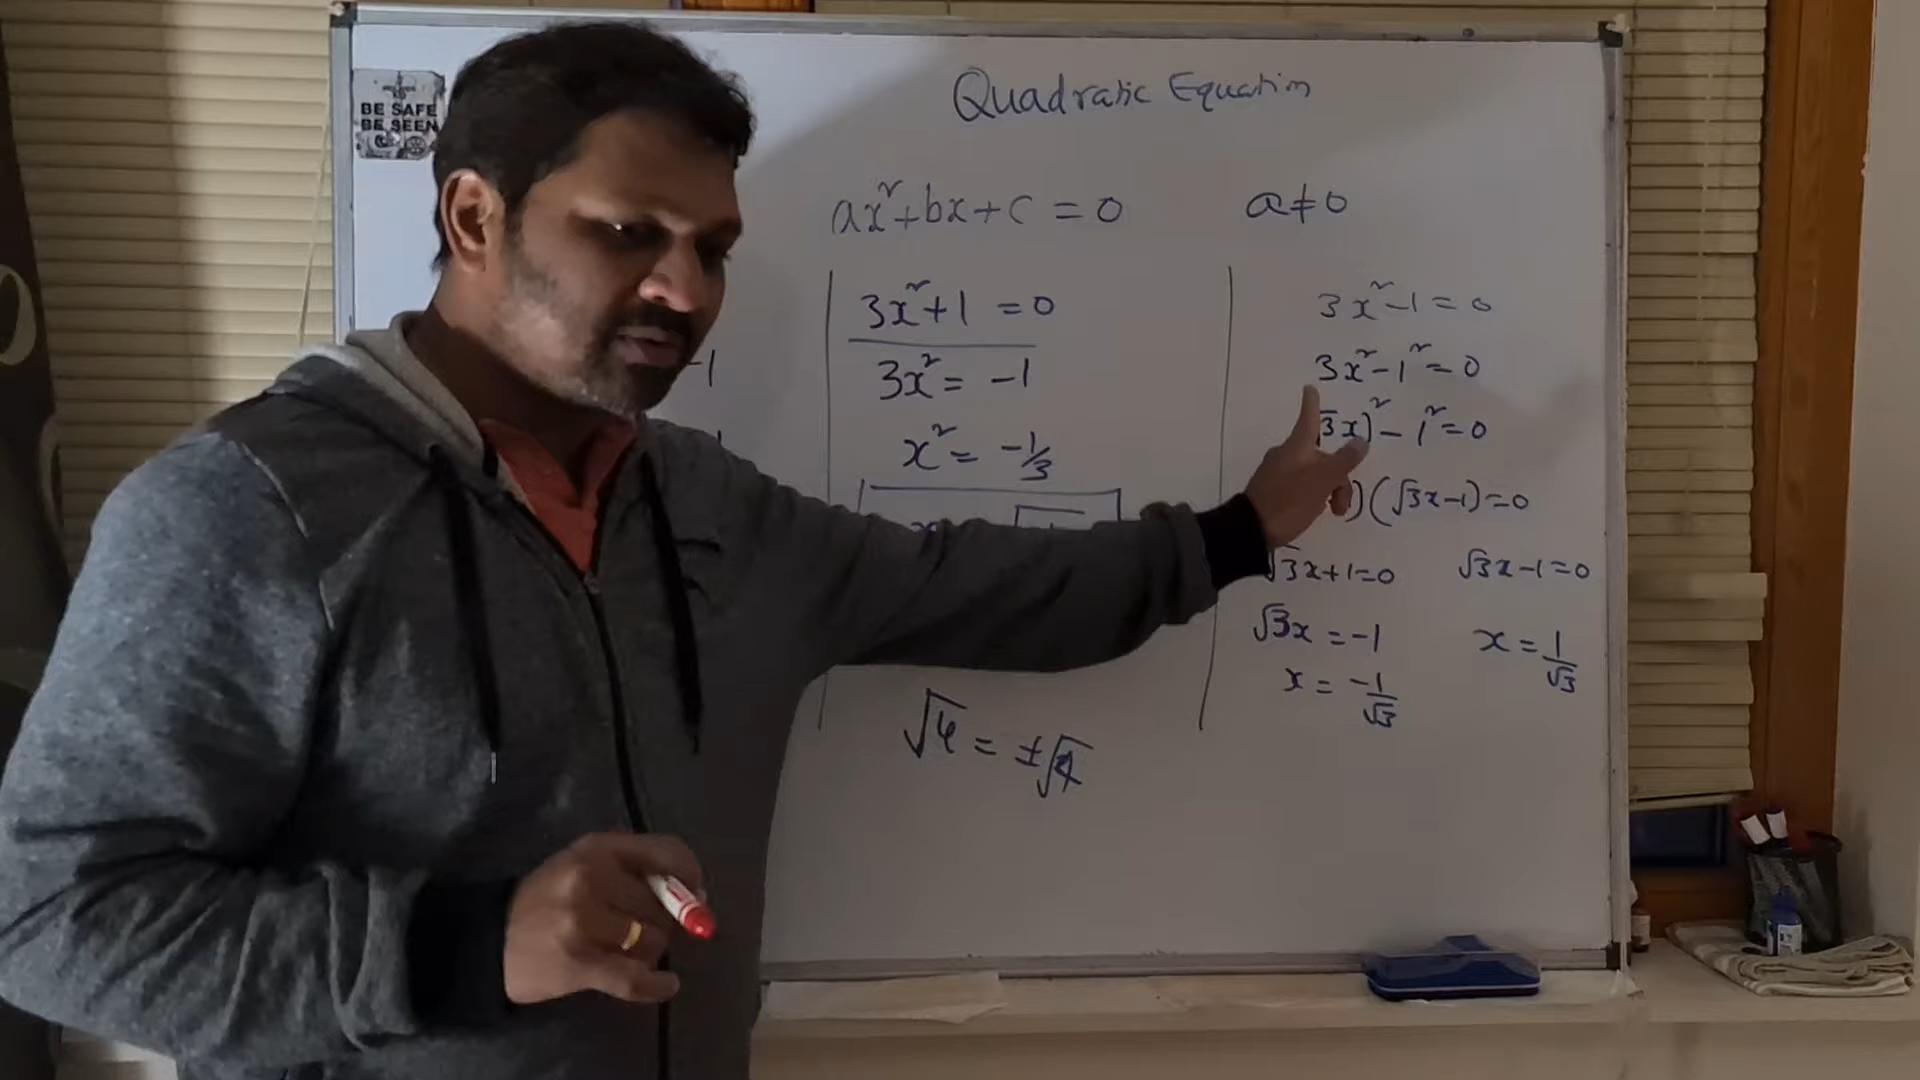 BE SAFE
BE SEEN
Quadratic Equation
ax²+bx+c = 0
a≠0
-1
3x²+1 = 0
3x² = -1
x² = -1/3
√4 = ±√4
3x²-1=0
3x²-1²=0
3x)²-1²=0
)(√3x-1)=0
√3x+1=0
√3x-1=0
√3x = -1
x = 1/√3
x = -1/√3